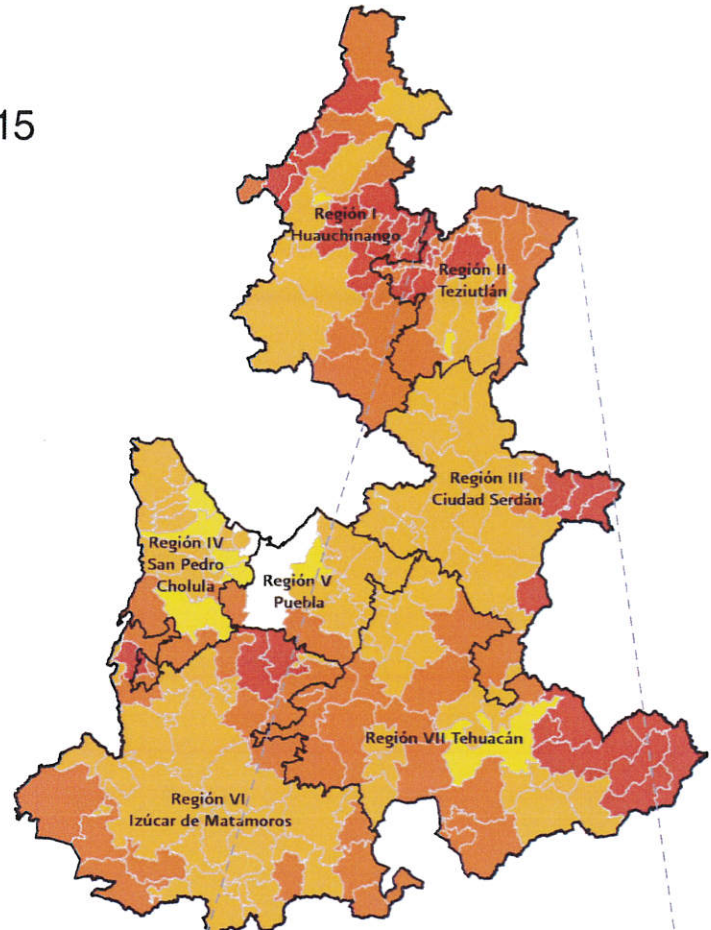 15
Región I
Huauchinango
Región II
Teziutlán
Región III
Ciudad Serdán
Región IV
San Pedro
Cholula
Región V
Puebla
Región VII Tehuacán
Región VI
Izúcar de Matamoros